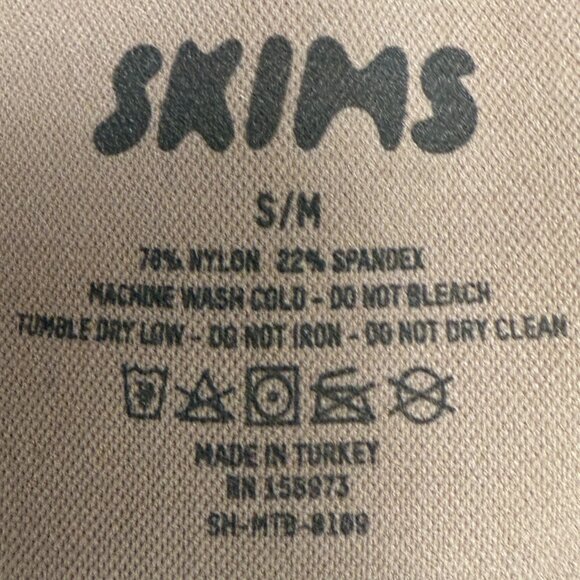 SKIMS
S/M
78% NYLON 22% SPANDEX
MACHINE WASH COLD - DO NOT BLEACH
TUMBLE DRY LOW - DO NOT IRON - DO NOT DRY CLEAN
MADE IN TURKEY
RN 158973
SH-MTB-0109